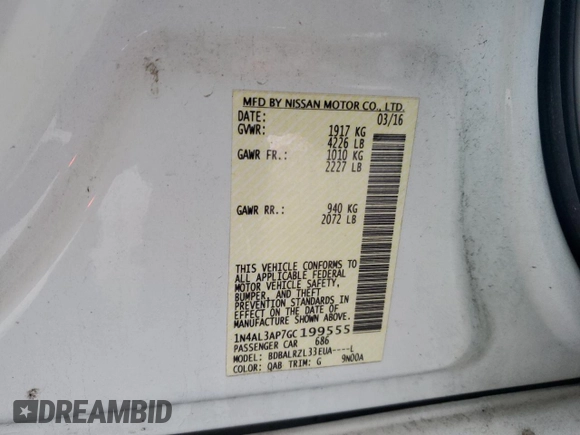 MFD BY NISSAN MOTOR CO., LTD.
DATE: 03/16
GVWR: 1917 KG
4226 LB
GAWR FR.: 1010 KG
2227 LB
GAWR RR.: 940 KG
2072 LB
THIS VEHICLE CONFORMS TO
ALL APPLICABLE FEDERAL
MOTOR VEHICLE SAFETY,
BUMPER, AND THEFT
PREVENTION STANDARDS IN
EFFECT ON THE DATE OF
MANUFACTURE SHOWN ABOVE.
1N4AL3AP7GC199555
PASSENGER CAR 686
MODEL: BDBALRZL33EUA----L
COLOR: QAB TRIM: G 9N00A
DREAMBID